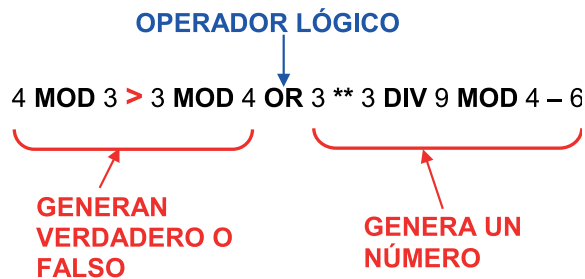 OPERADOR LÓGICO
4 MOD 3 > 3 MOD 4 OR 3 ** 3 DIV 9 MOD 4 – 6
GENERAN
VERDADERO O
FALSO
GENERA UN
NÚMERO